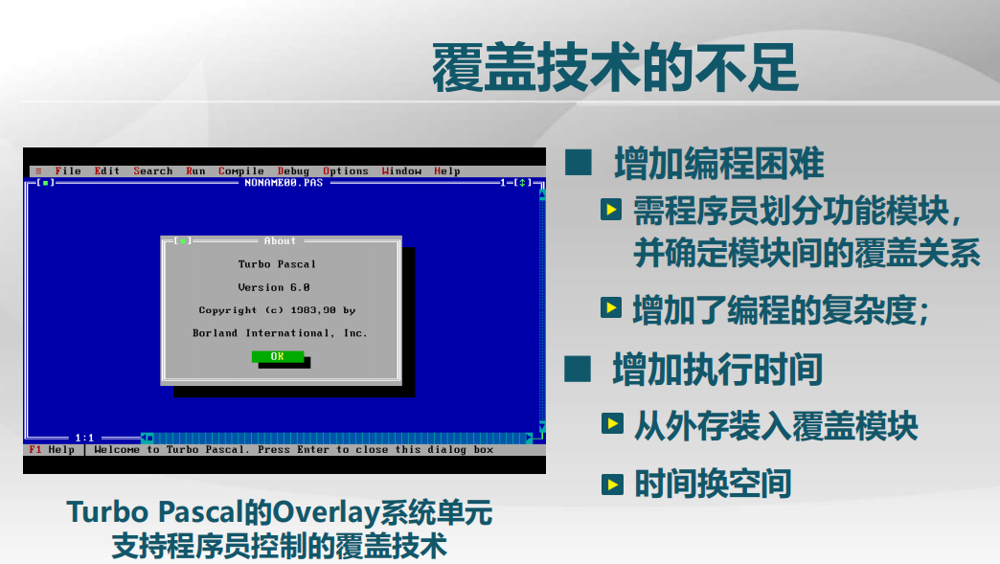 覆盖技术的不足
≡ File Edit Search Run Compile Debug Options Window Help
[■] NONAME00.PAS 1=[↕]
[■] About
Turbo Pascal
Version 6.0
Copyright (c) 1983,90 by
Borland International, Inc.
OK
1:1
F1 Help | Welcome to Turbo Pascal. Press Enter to close this dialog box
Turbo Pascal的Overlay系统单元
支持程序员控制的覆盖技术
■ 增加编程困难
需程序员划分功能模块，
并确定模块间的覆盖关系
增加了编程的复杂度；
■ 增加执行时间
从外存装入覆盖模块
时间换空间